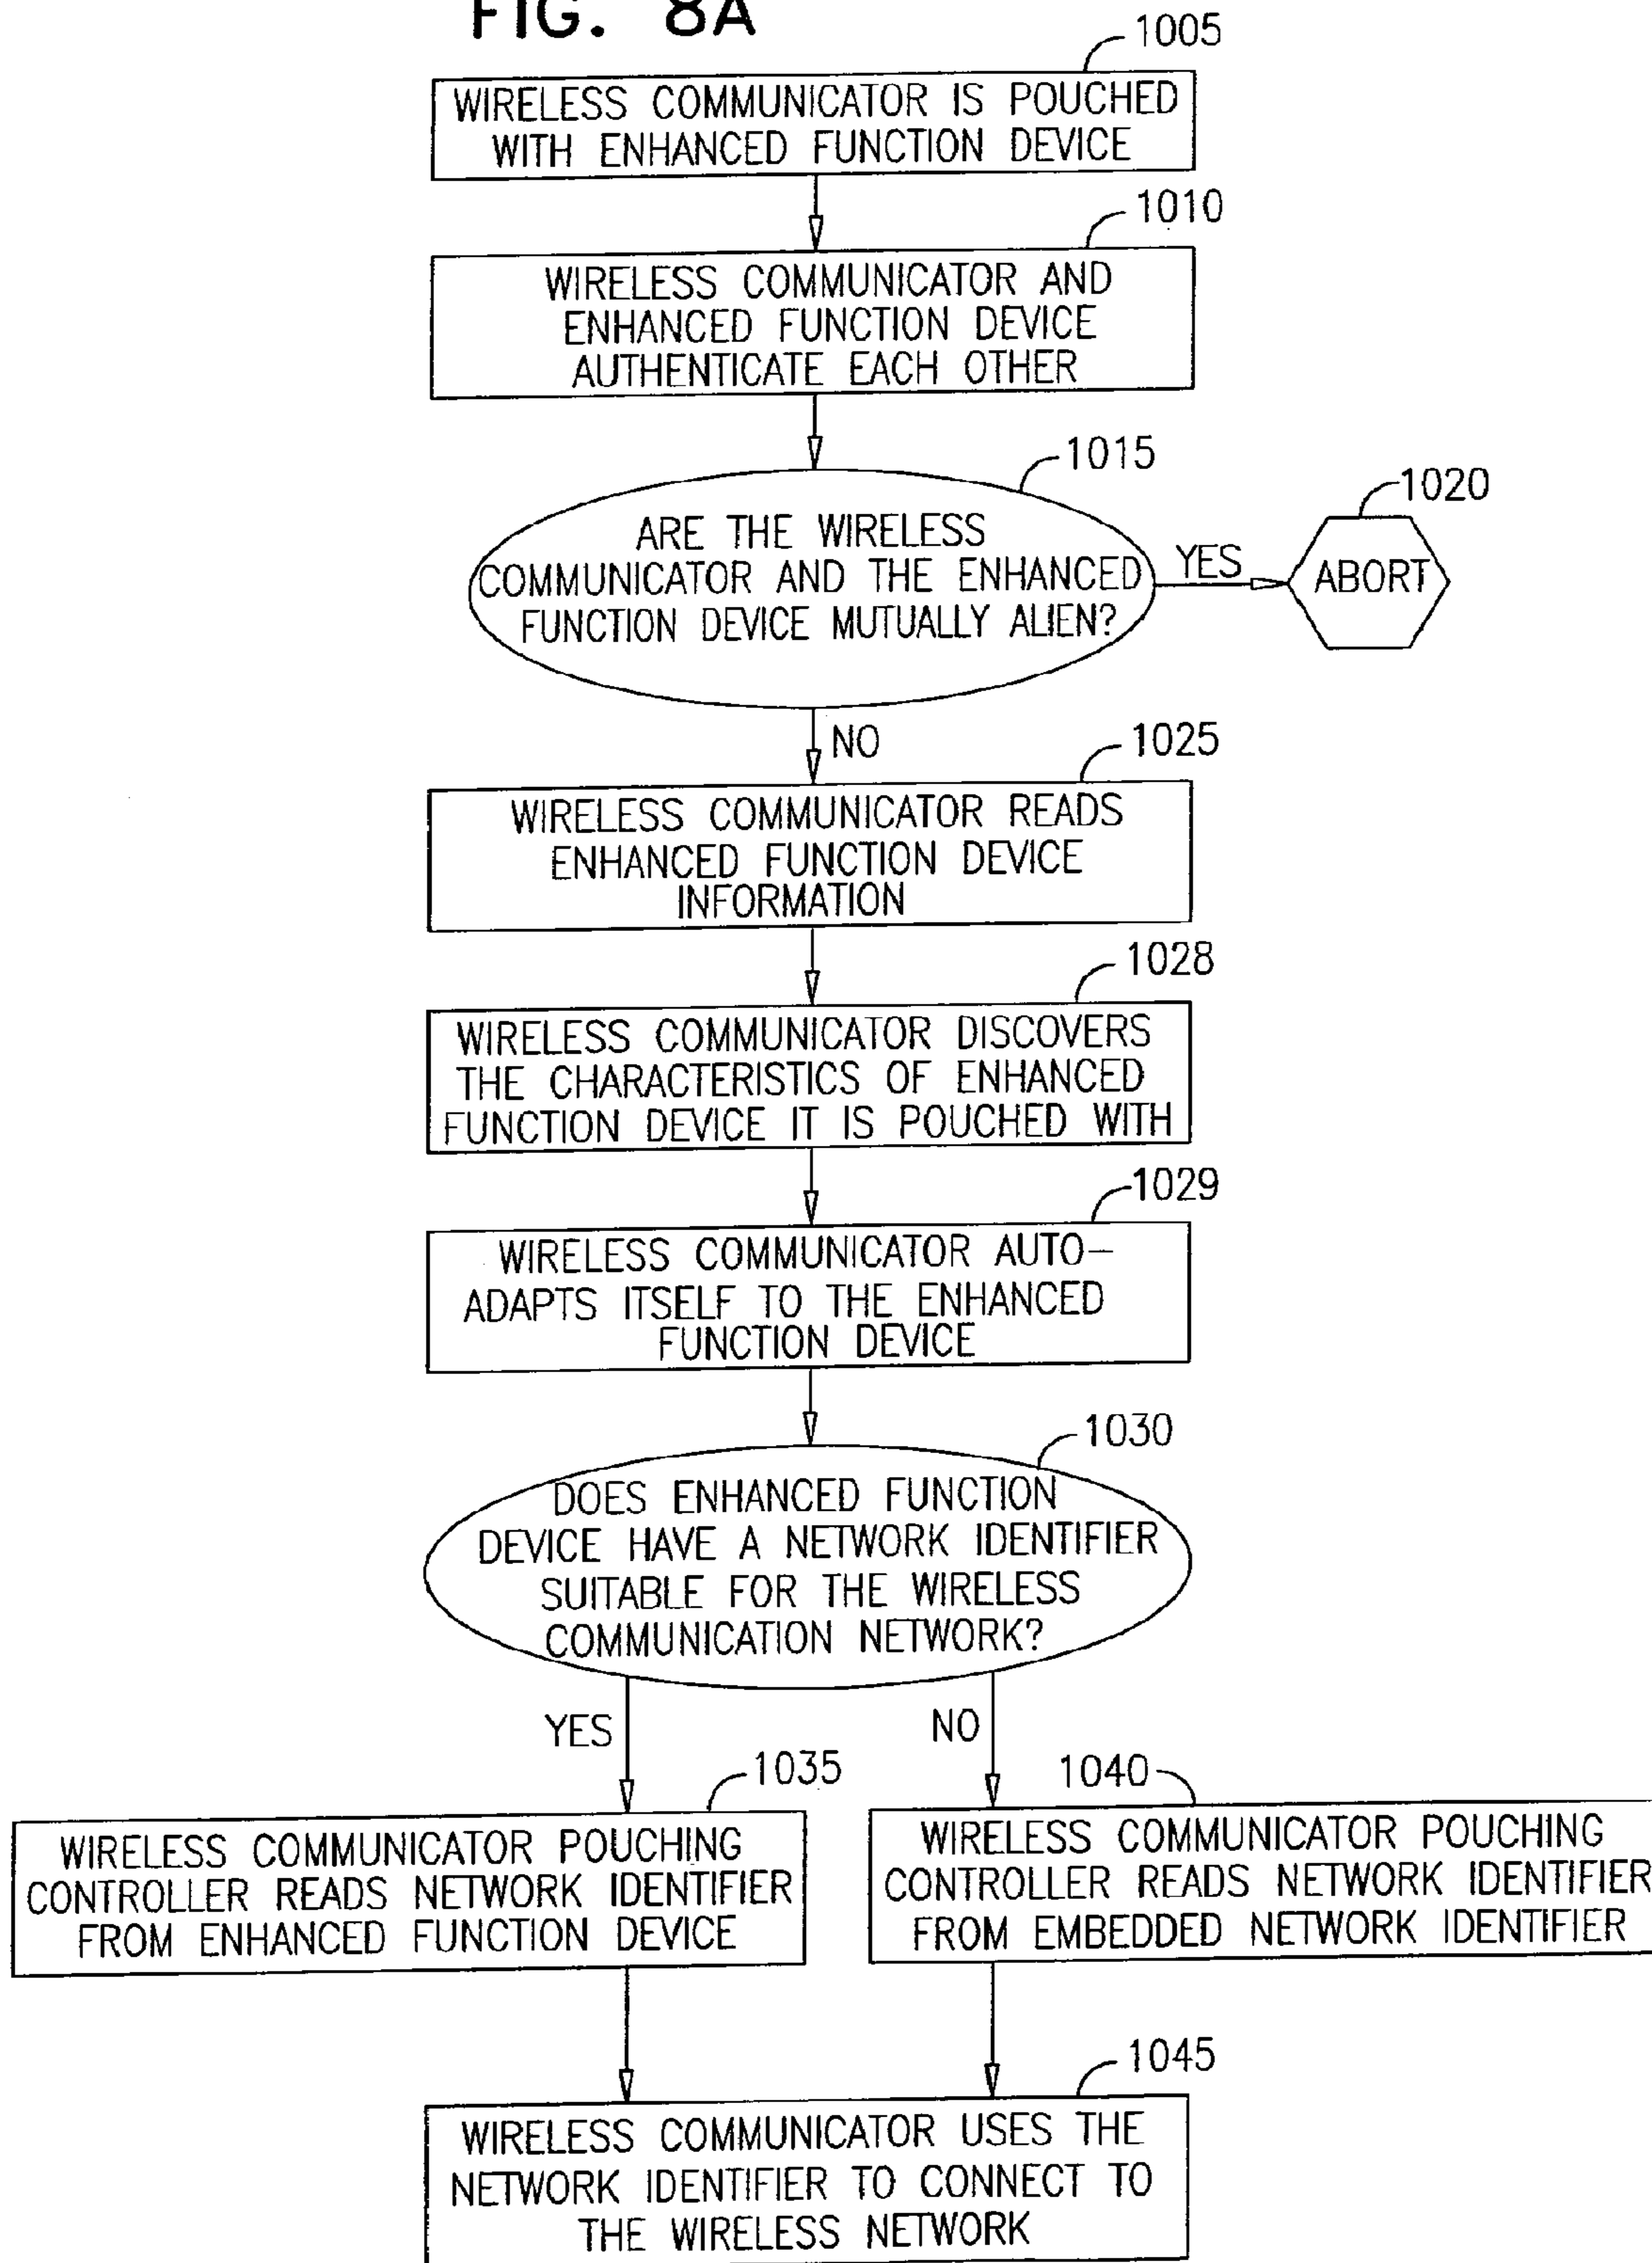 FIG. 8A
1005
WIRELESS COMMUNICATOR IS POUCHED
WITH ENHANCED FUNCTION DEVICE
1010
WIRELESS COMMUNICATOR AND
ENHANCED FUNCTION DEVICE
AUTHENTICATE EACH OTHER
1015
ARE THE WIRELESS
COMMUNICATOR AND THE ENHANCED
FUNCTION DEVICE MUTUALLY ALIEN?
YES
1020
ABORT
NO
1025
WIRELESS COMMUNICATOR READS
ENHANCED FUNCTION DEVICE
INFORMATION
1028
WIRELESS COMMUNICATOR DISCOVERS
THE CHARACTERISTICS OF ENHANCED
FUNCTION DEVICE IT IS POUCHED WITH
1029
WIRELESS COMMUNICATOR AUTO-
ADAPTS ITSELF TO THE ENHANCED
FUNCTION DEVICE
1030
DOES ENHANCED FUNCTION
DEVICE HAVE A NETWORK IDENTIFIER
SUITABLE FOR THE WIRELESS
COMMUNICATION NETWORK?
YES
NO
1035
WIRELESS COMMUNICATOR POUCHING
CONTROLLER READS NETWORK IDENTIFIER
FROM ENHANCED FUNCTION DEVICE
1040
WIRELESS COMMUNICATOR POUCHING
CONTROLLER READS NETWORK IDENTIFIER
FROM EMBEDDED NETWORK IDENTIFIER
1045
WIRELESS COMMUNICATOR USES THE
NETWORK IDENTIFIER TO CONNECT TO
THE WIRELESS NETWORK